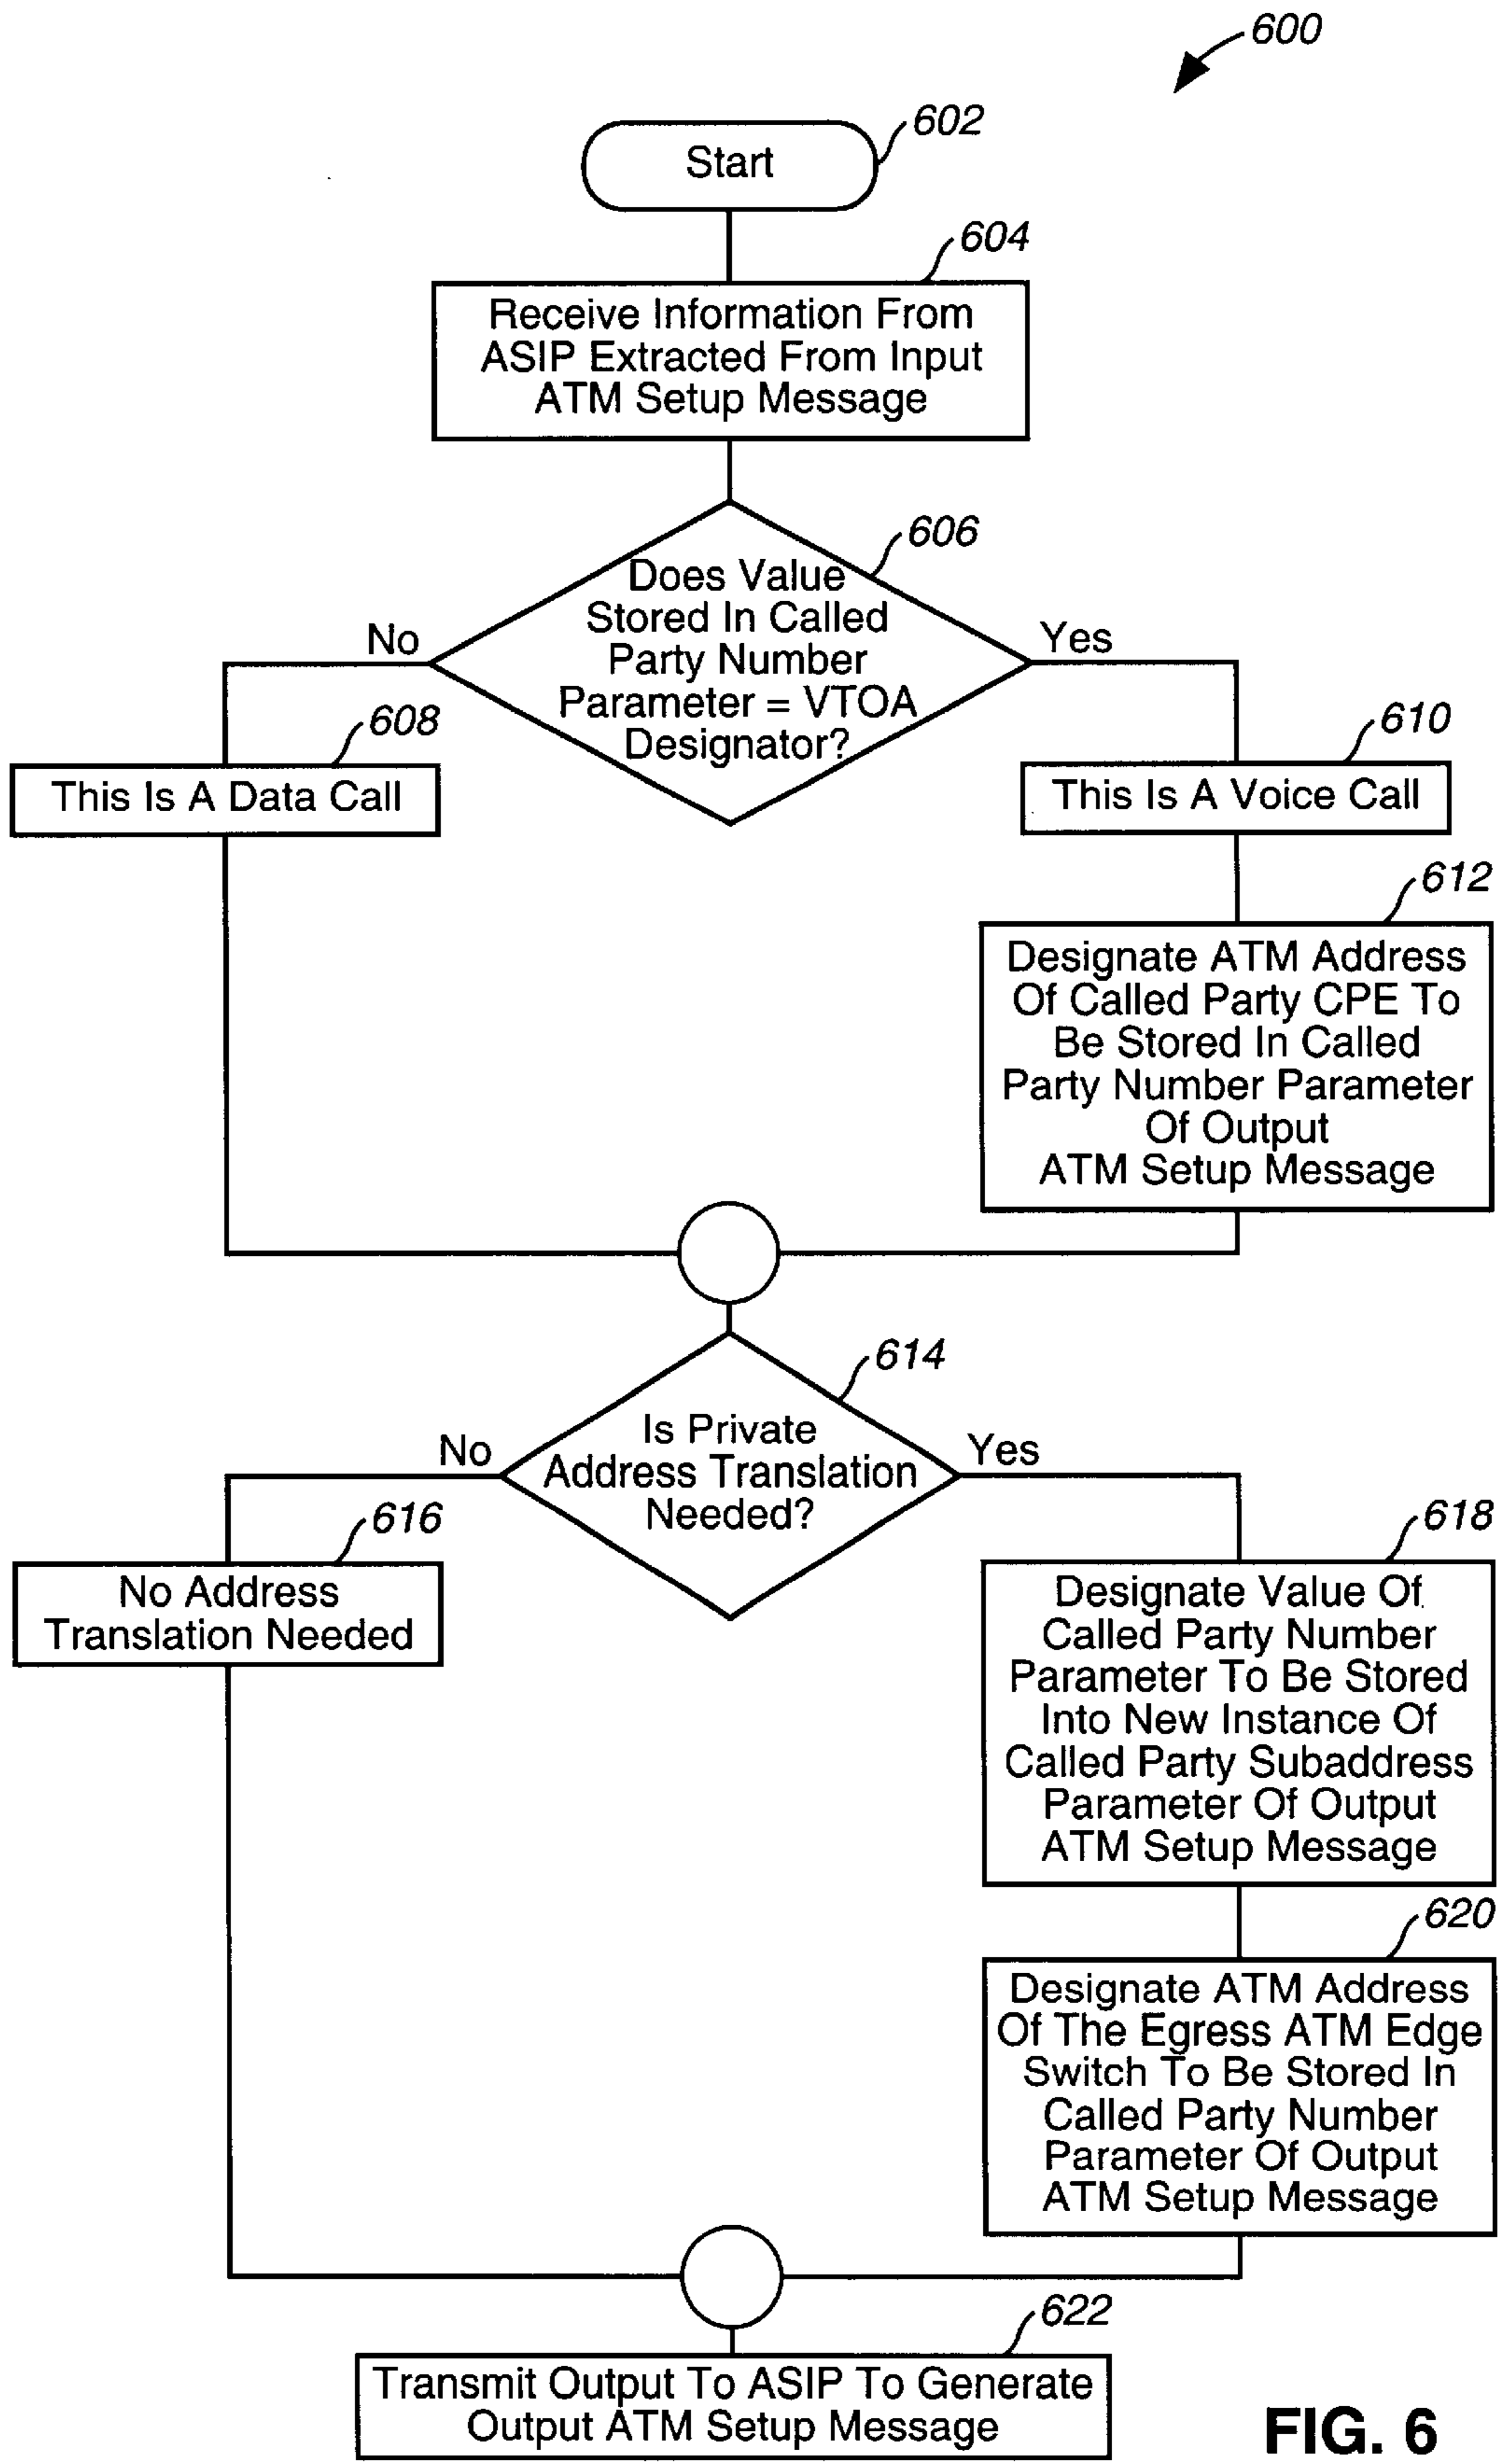 600
602
Start
604
Receive Information From
ASIP Extracted From Input
ATM Setup Message
606
Does Value
Stored In Called
Party Number
Parameter = VTOA
Designator?
No
Yes
608
This Is A Data Call
610
This Is A Voice Call
612
Designate ATM Address
Of Called Party CPE To
Be Stored In Called
Party Number Parameter
Of Output
ATM Setup Message
614
Is Private
Address Translation
Needed?
No
Yes
616
No Address
Translation Needed
618
Designate Value Of
Called Party Number
Parameter To Be Stored
Into New Instance Of
Called Party Subaddress
Parameter Of Output
ATM Setup Message
620
Designate ATM Address
Of The Egress ATM Edge
Switch To Be Stored In
Called Party Number
Parameter Of Output
ATM Setup Message
622
Transmit Output To ASIP To Generate
Output ATM Setup Message
FIG. 6